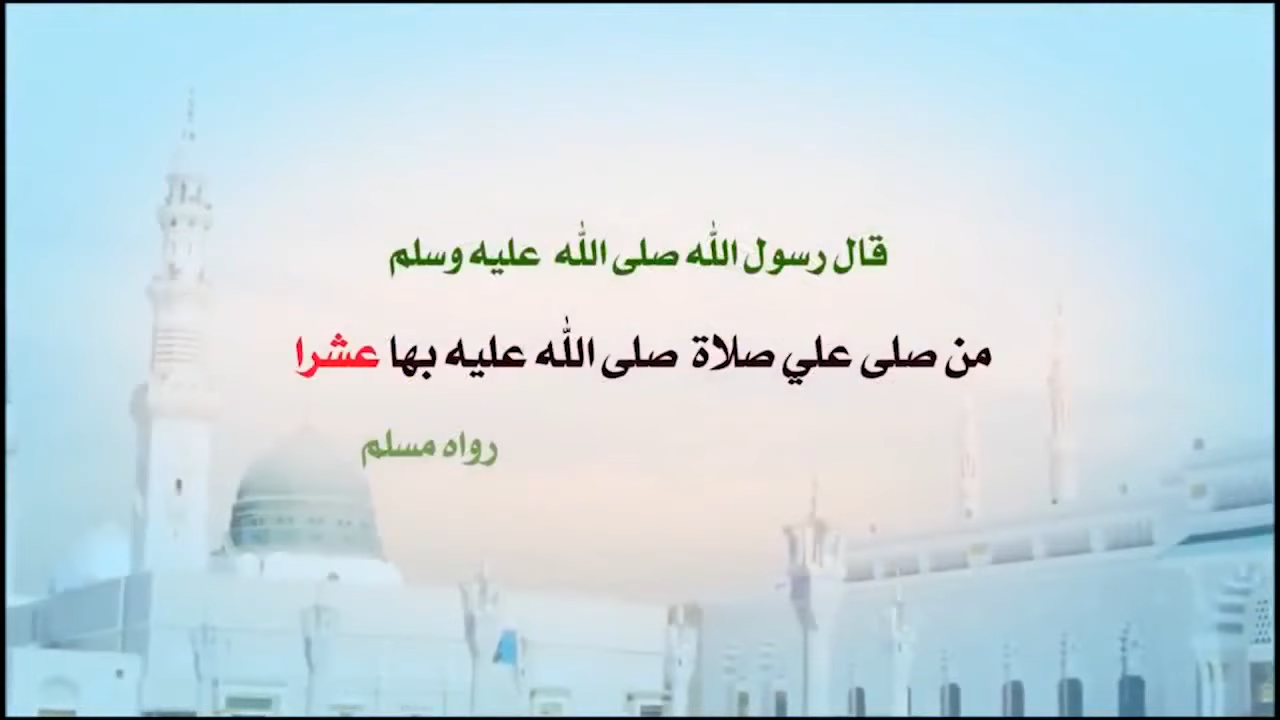 قال رسول الله صلى الله عليه وسلم
من صلى علي صلاة صلى الله عليه بها عشرا
رواه مسلم